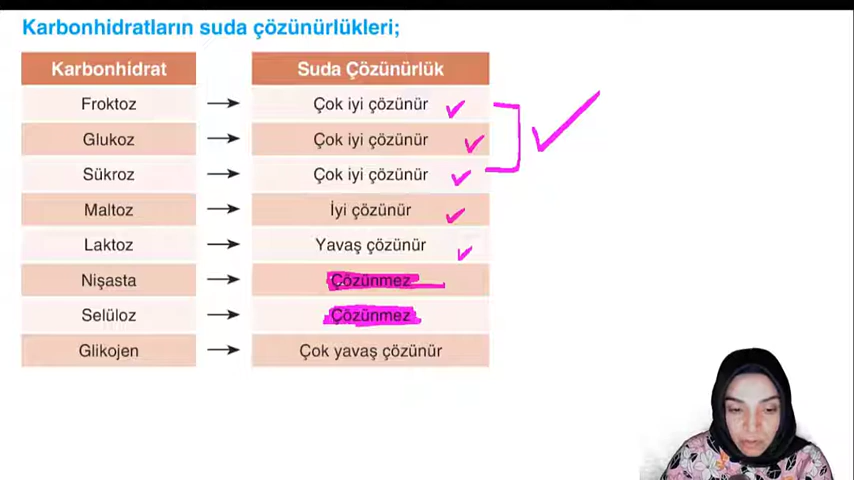 Karbonhidratların suda çözünürlükleri;
Karbonhidrat Suda Çözünürlük
Froktoz Çok iyi çözünür
Glukoz Çok iyi çözünür
Sükroz Çok iyi çözünür
Maltoz İyi çözünür
Laktoz Yavaş çözünür
Nişasta Çözünmez
Selüloz Çözünmez
Glikojen Çok yavaş çözünür